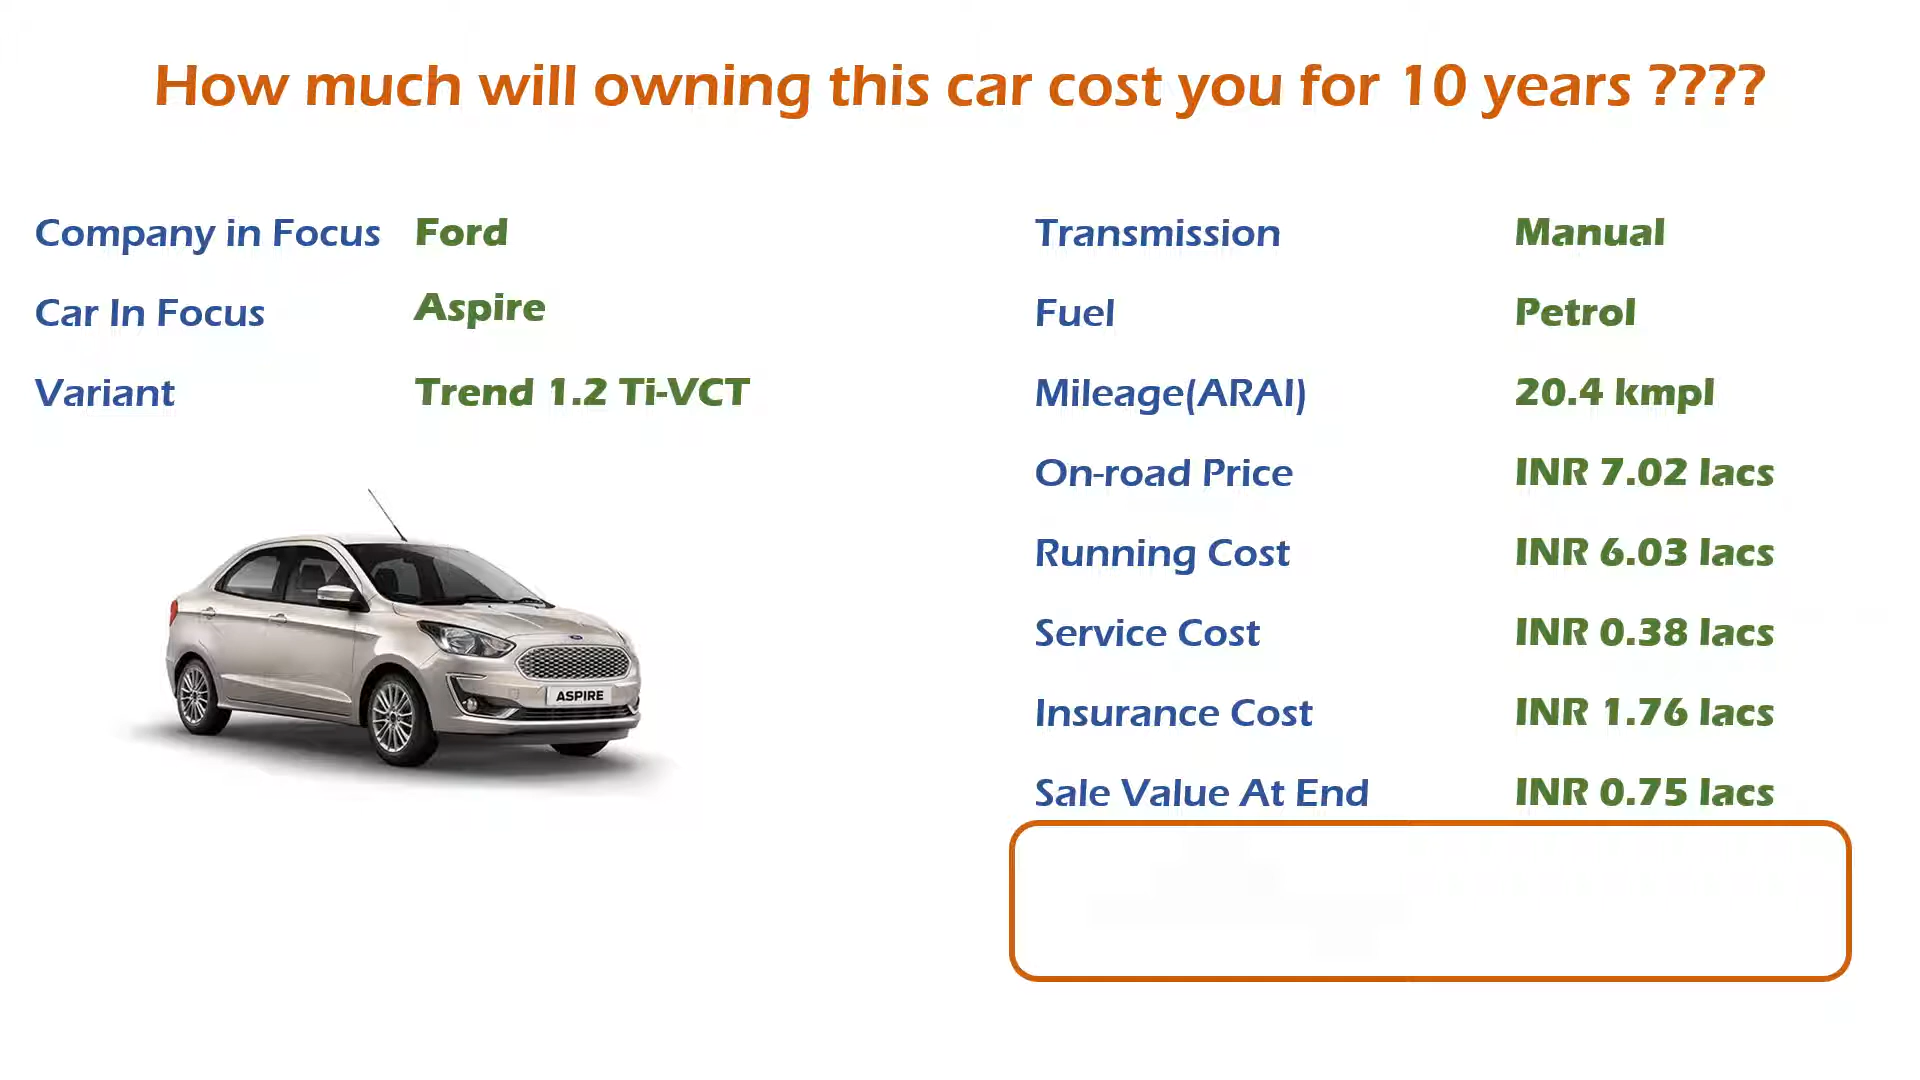 How much will owning this car cost you for 10 years ????
Company in Focus Ford
Car In Focus Aspire
Variant Trend 1.2 Ti-VCT
ASPIRE
Transmission Manual
Fuel Petrol
Mileage(ARAI) 20.4 kmpl
On-road Price INR 7.02 lacs
Running Cost INR 6.03 lacs
Service Cost INR 0.38 lacs
Insurance Cost INR 1.76 lacs
Sale Value At End INR 0.75 lacs